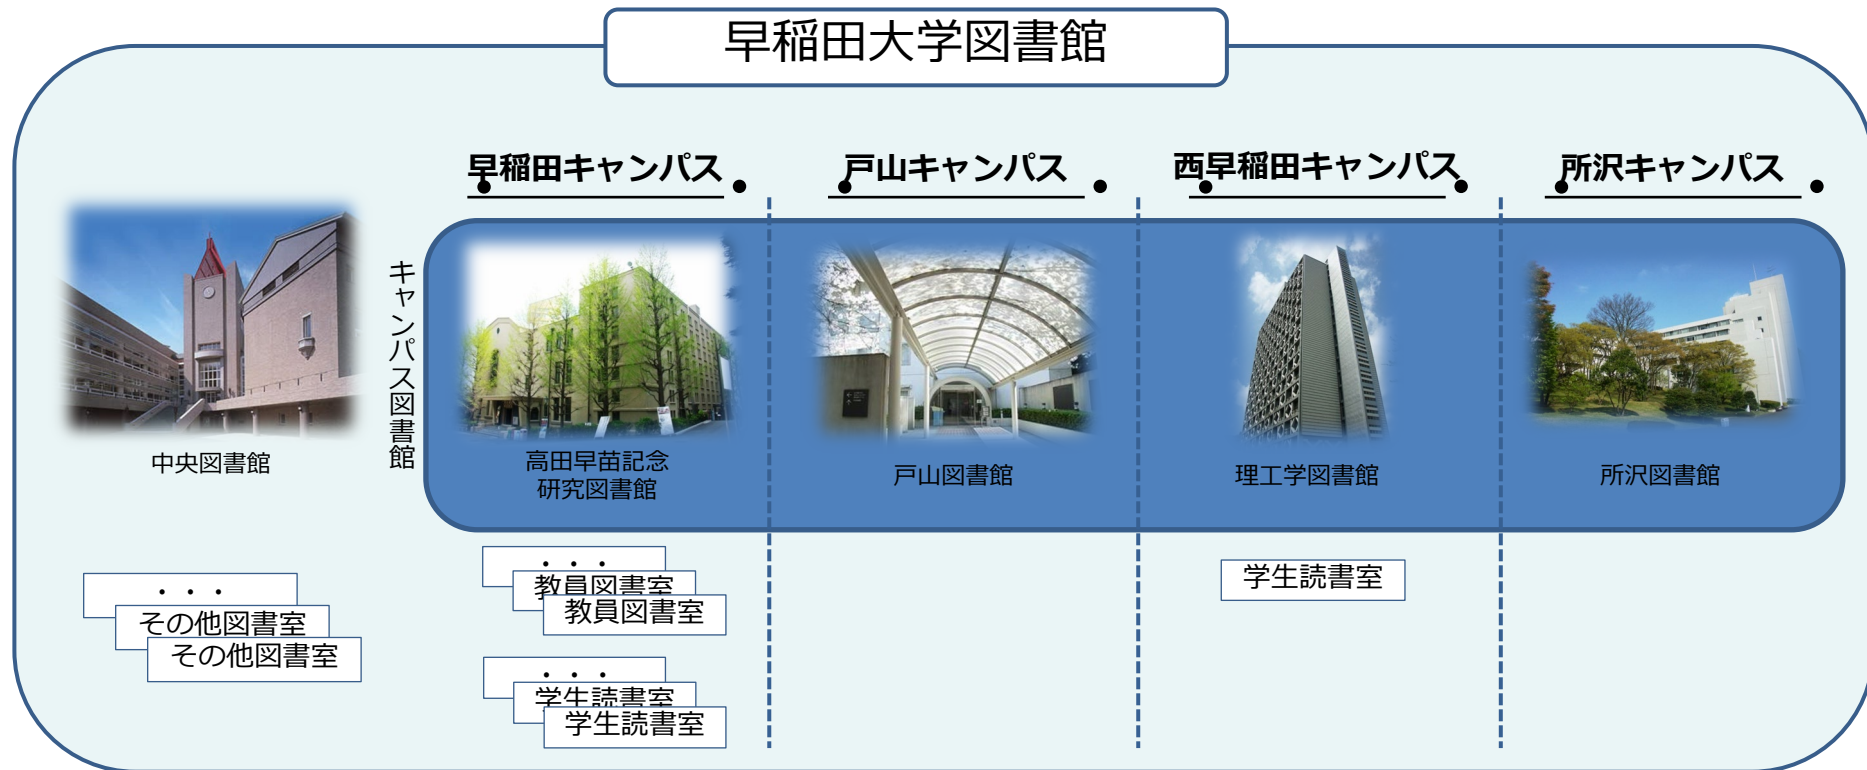 早稲田大学図書館
早稲田キャンパス
戸山キャンパス
西早稲田キャンパス
所沢キャンパス
キャンパス図書館
中央図書館
高田早苗記念
研究図書館
戸山図書館
理工学図書館
所沢図書館
・・・
その他図書室
その他図書室
・・・
教員図書室
教員図書室
・・・
学生読書室
学生読書室
学生読書室